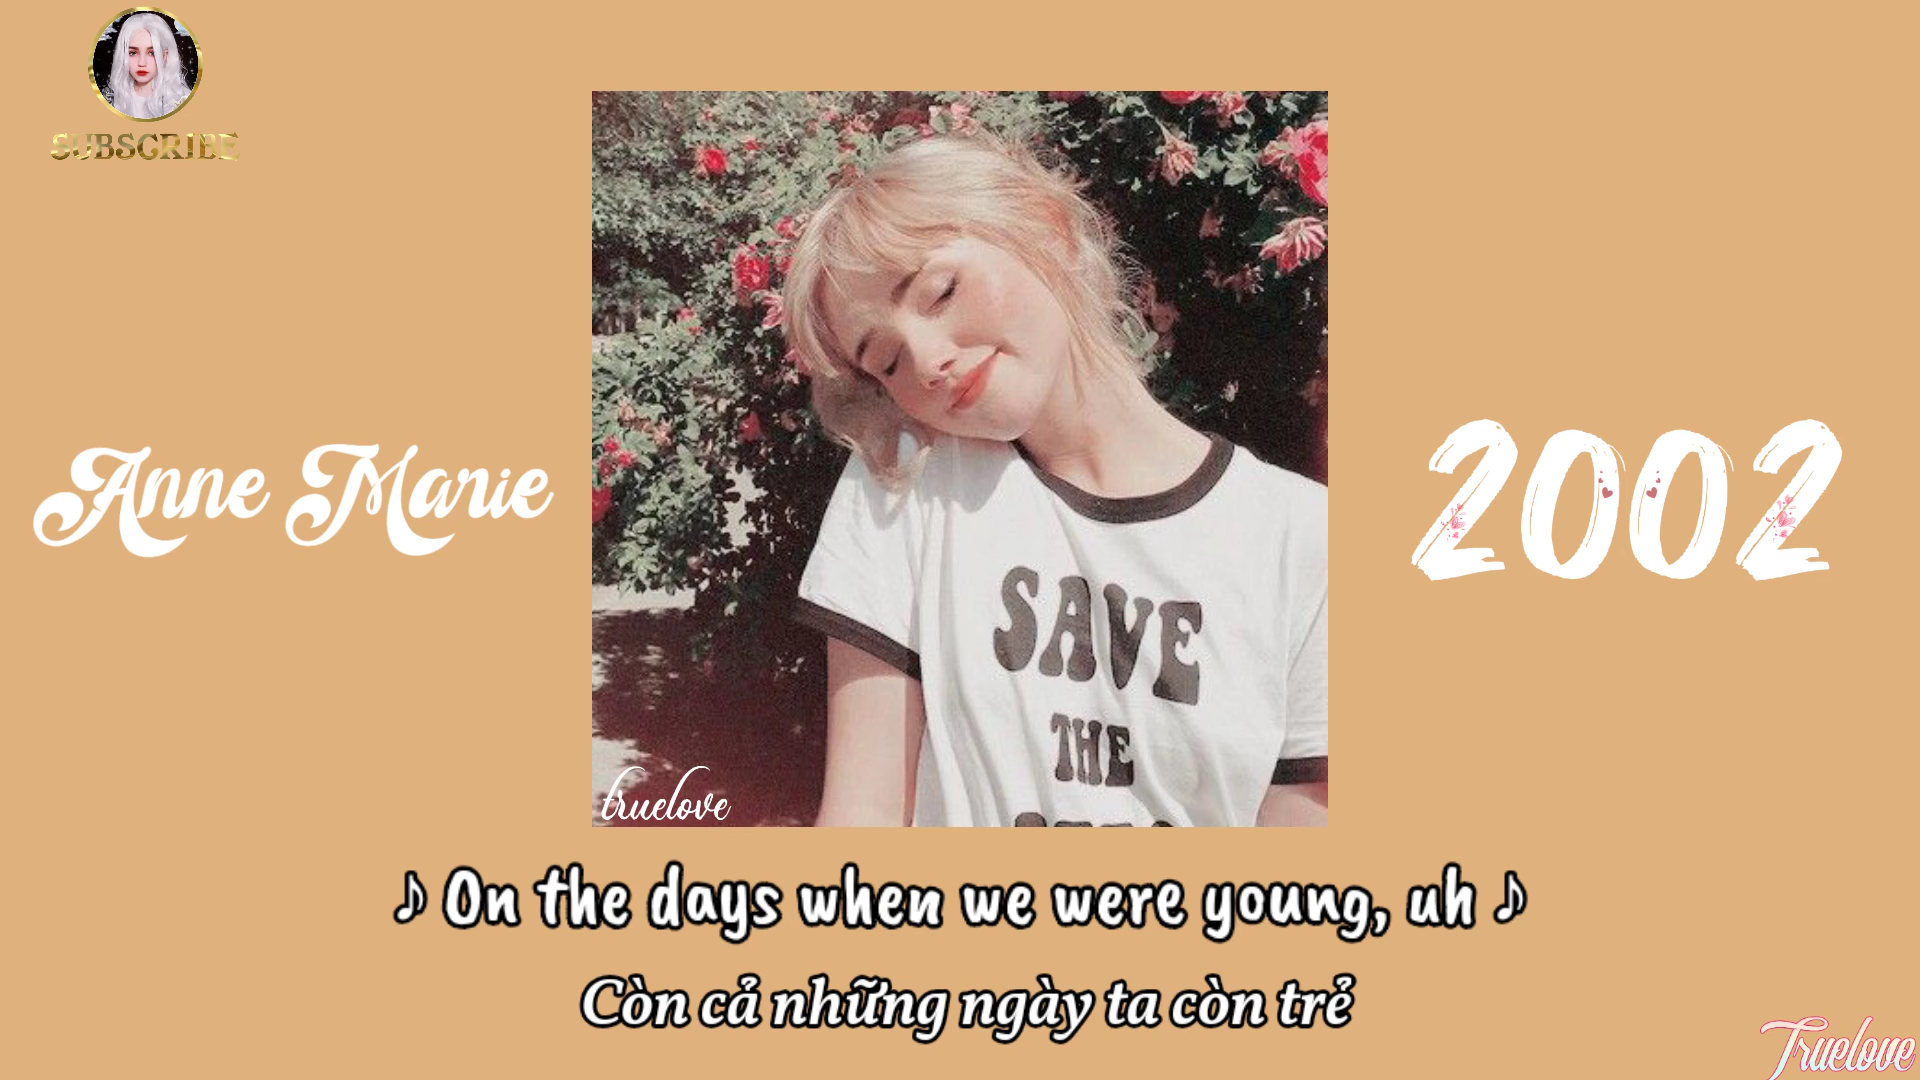 SUBSCRIBE
Anne Marie
2002
SAVE
THE
truelove
♪ On the days when we were young, uh ♪
Còn cả những ngày ta còn trẻ
Truelove